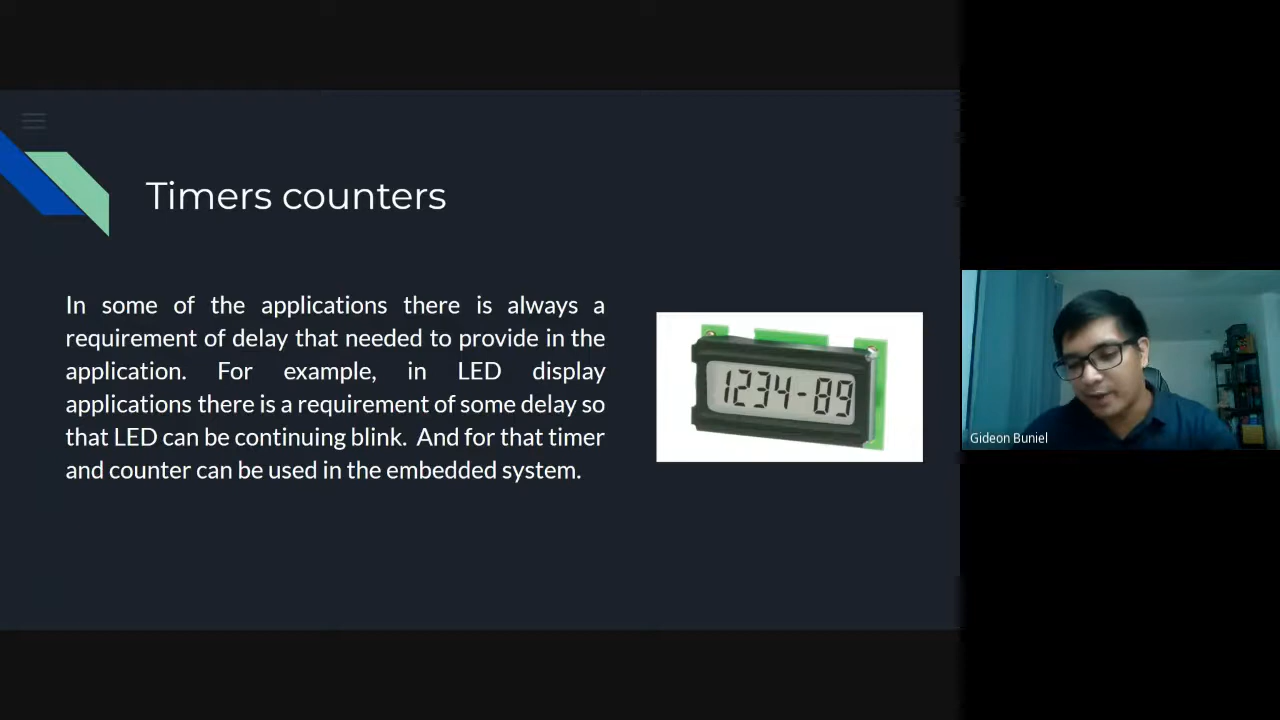 Timers counters
In some of the applications there is always a
requirement of delay that needed to provide in the
application. For example, in LED display
applications there is a requirement of some delay so
that LED can be continuing blink. And for that timer
and counter can be used in the embedded system.
1234-89
Gideon Buniel